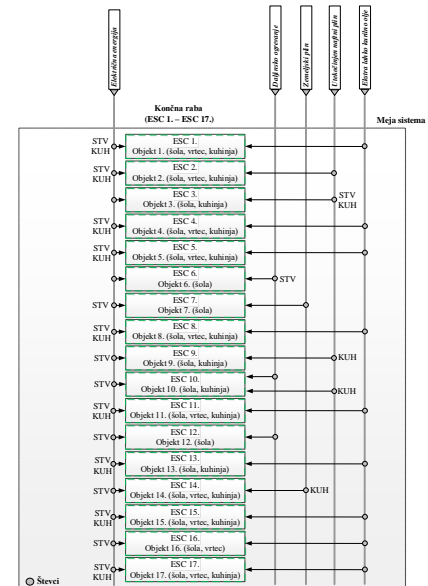 Električna energija
Daljinsko ogrevanje
Zemeljski plin
Utekočinjen naftni plin
Ekstra lahko kurilno olje
Končna raba
(ESC 1. – ESC 17.)
Meja sistema
STV
KUH
ESC 1.
Objekt 1. (šola, vrtec, kuhinja)
STV
KUH
ESC 2.
Objekt 2. (šola, vrtec, kuhinja)
ESC 3.
Objekt 3. (šola, kuhinja)
STV
KUH
STV
KUH
ESC 4.
Objekt 4. (šola, vrtec, kuhinja)
STV
KUH
ESC 5.
Objekt 5. (šola, vrtec, kuhinja)
ESC 6.
Objekt 6. (šola)
STV
STV
ESC 7.
Objekt 7. (šola)
STV
KUH
ESC 8.
Objekt 8. (šola, vrtec, kuhinja)
STV
ESC 9.
Objekt 9. (šola, kuhinja)
KUH
STV
ESC 10.
Objekt 10. (šola, kuhinja)
KUH
STV
KUH
ESC 11.
Objekt 11. (šola, vrtec, kuhinja)
STV
ESC 12.
Objekt 12. (šola)
STV
KUH
ESC 13.
Objekt 13. (šola, kuhinja)
STV
ESC 14.
Objekt 14. (šola, vrtec, kuhinja)
KUH
STV
KUH
ESC 15.
Objekt 15. (šola, vrtec, kuhinja)
STV
ESC 16.
Objekt 16. (šola, vrtec)
STV
KUH
ESC 17.
Objekt 17. (šola, vrtec, kuhinja)
Števci